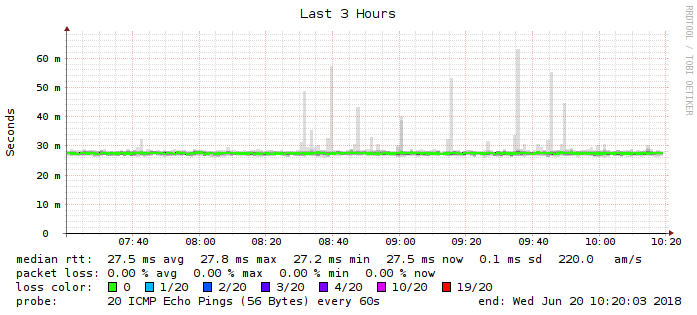 Last 3 Hours
RRDTOOL / TOBI OETIKER
Seconds
60 m
50 m
40 m
30 m
20 m
10 m
0
07:40 08:00 08:20 08:40 09:00 09:20 09:40 10:00 10:20
median rtt: 27.5 ms avg 27.8 ms max 27.2 ms min 27.5 ms now 0.1 ms sd 220.0 am/s
packet loss: 0.00 % avg 0.00 % max 0.00 % min 0.00 % now
loss color: 0 1/20 2/20 3/20 4/20 10/20 19/20
probe: 20 ICMP Echo Pings (56 Bytes) every 60s end: Wed Jun 20 10:20:03 2018